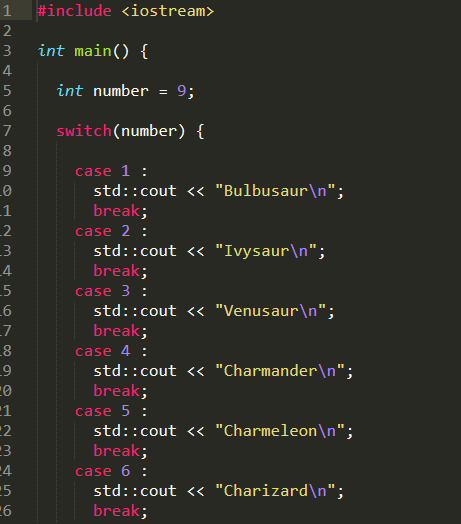 1 #include <iostream>
2
3 int main() {
4
5 int number = 9;
6
7 switch(number) {
8
9 case 1 :
10 std::cout << "Bulbusaur\n";
11 break;
12 case 2 :
13 std::cout << "Ivysaur\n";
14 break;
15 case 3 :
16 std::cout << "Venusaur\n";
17 break;
18 case 4 :
19 std::cout << "Charmander\n";
20 break;
21 case 5 :
22 std::cout << "Charmeleon\n";
23 break;
24 case 6 :
25 std::cout << "Charizard\n";
26 break;